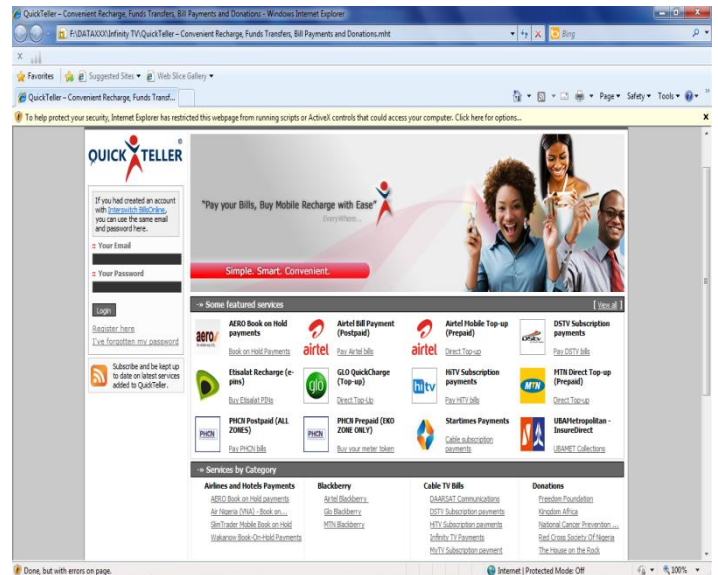 QuickTeller – Convenient Recharge, Funds Transfers, Bill Payments and Donations - Windows Internet Explorer
F:\DATAXXX\Infinity TV\QuickTeller – Convenient Recharge, Funds Transfers, Bill Payments and Donations.mht
Bing
x
Favorites Suggested Sites Web Slice Gallery
QuickTeller – Convenient Recharge, Funds Transf...
Page Safety Tools
To help protect your security, Internet Explorer has restricted this webpage from running scripts or ActiveX controls that could access your computer. Click here for options...
X
QUICK TELLER
If you had created an account
with Interswitch BillsOnline,
you can use the same email
and password here.
:: Your Email
:: Your Password
Login
Register here
I've forgotten my password
Subscribe and be kept up
to date on latest services
added to QuickTeller.
"Pay your Bills, Buy Mobile Recharge with Ease"
EveryWhere...
Simple. Smart. Convenient.
-» Some featured services
[ View all ]
aero
AERO Book on Hold
payments
Book on Hold Payments
airtel
Airtel Bill Payment
(Postpaid)
Pay Airtel bills
airtel
Airtel Mobile Top-up
(Prepaid)
Direct Top-up
DStv
DSTV Subscription
payments
Pay DSTV bills
Etisalat Recharge (e-
pins)
Buy Etisalat PINs
glo
GLO QuickCharge
(Top-up)
Direct Top-Up
hitv
HiTV Subscription
payments
Pay HiTV bills
MTN
MTN Direct Top-up
(Prepaid)
Direct Top-up
PHCN
PHCN Postpaid (ALL
ZONES)
Pay PHCN bills
PHCN
PHCN Prepaid (EKO
ZONE ONLY)
Buy your meter token
Startimes Payments
Cable subscription
payments
UBAMetropolitan -
InsureDirect
UBAMET Collections
-» Services by Category
Airlines and Hotels Payments
AERO Book on Hold payments
Air Nigeria (VNA) - Book on...
SlimTrader Mobile Book on Hold
Wakanow Book-On-Hold Payments
Blackberry
Airtel Blackberry
Glo Blackberry
MTN Blackberry
Cable TV Bills
DAARSAT Communications
DSTV Subscription payments
HiTV Subscription payments
Infinity TV Payments
MyTV Subscription payment
Donations
Freedom Foundation
Kingdom Africa
National Cancer Prevention ...
Red Cross Society Of Nigeria
The House on the Rock
Done, but with errors on page.
Internet | Protected Mode: Off
100%